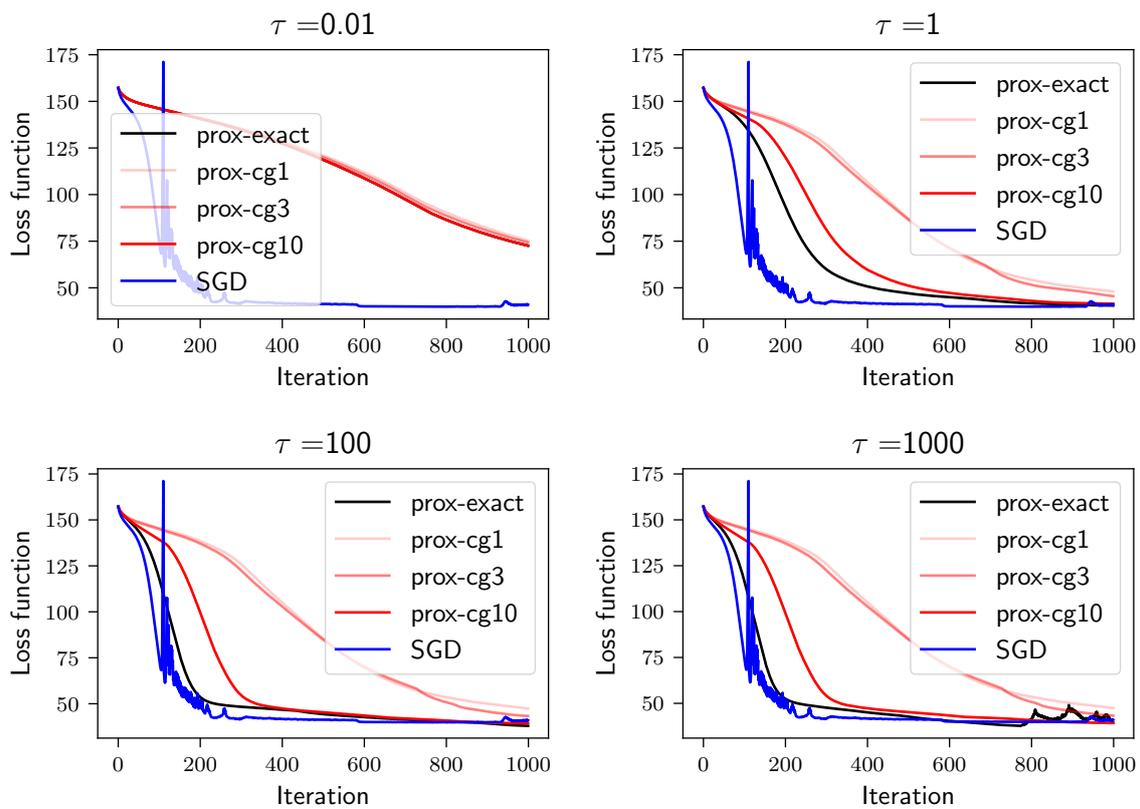 τ =0.01
175
150
125
100
75
50
Loss function
prox-exact
prox-cg1
prox-cg3
prox-cg10
SGD
0 200 400 600 800 1000
Iteration
τ =1
175
150
125
100
75
50
Loss function
prox-exact
prox-cg1
prox-cg3
prox-cg10
SGD
0 200 400 600 800 1000
Iteration
τ =100
175
150
125
100
75
50
Loss function
prox-exact
prox-cg1
prox-cg3
prox-cg10
SGD
0 200 400 600 800 1000
Iteration
τ =1000
175
150
125
100
75
50
Loss function
prox-exact
prox-cg1
prox-cg3
prox-cg10
SGD
0 200 400 600 800 1000
Iteration